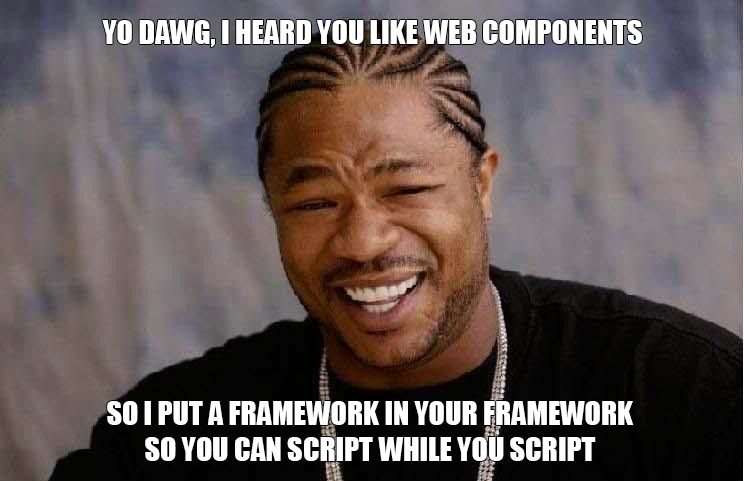 YO DAWG, I HEARD YOU LIKE WEB COMPONENTS
SO I PUT A FRAMEWORK IN YOUR FRAMEWORK
SO YOU CAN SCRIPT WHILE YOU SCRIPT